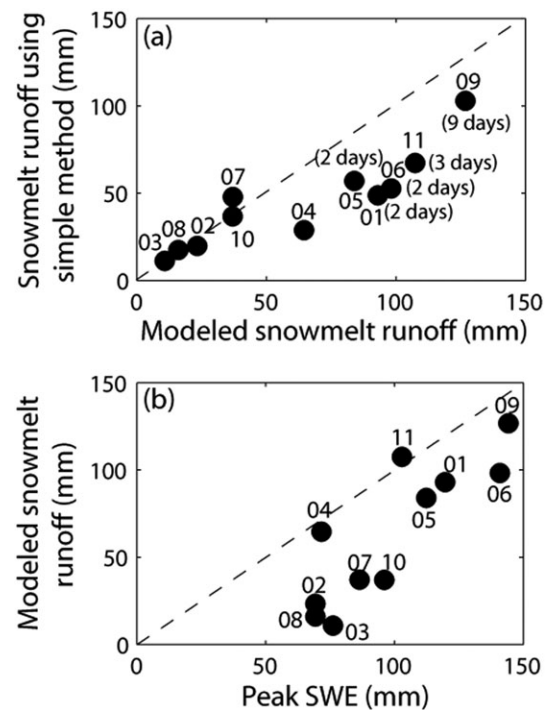 (a)
Snowmelt runoff using
simple method (mm)
150
100
50
0
09
(9 days)
11
(3 days)
(2 days)
06
(2 days)
05
01
(2 days)
07
04
03
08
02
10
0
50
100
150
Modeled snowmelt runoff (mm)
(b)
Modeled snowmelt
runoff (mm)
150
100
50
0
09
11
01
06
05
04
07
10
02
08
03
0
50
100
150
Peak SWE (mm)